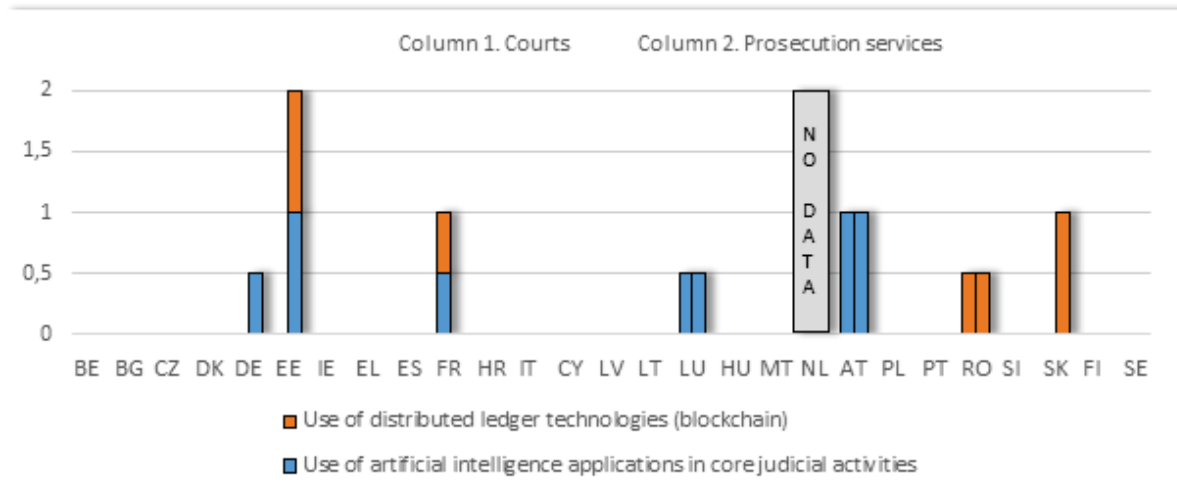 Column 1. Courts Column 2. Prosecution services
2
1,5
1
0,5
0
NO DATA
BE BG CZ DK DE EE IE EL ES FR HR IT CY LV LT LU HU MT NL AT PL PT RO SI SK FI SE
Use of distributed ledger technologies (blockchain)
Use of artificial intelligence applications in core judicial activities